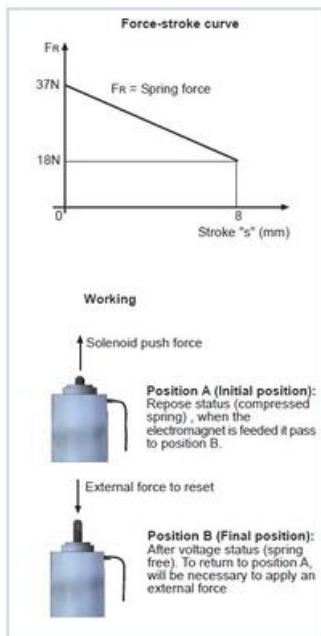 Force-stroke curve
FR
37N
FR = Spring force
18N
0
8
Stroke "s" (mm)
Working
Solenoid push force
Position A (Initial position):
Repose status (compressed
spring) , when the
electromagnet is feeded it pass
to position B.
External force to reset
Position B (Final position):
After voltage status (spring
free). To return to position A,
will be necessary to apply an
external force